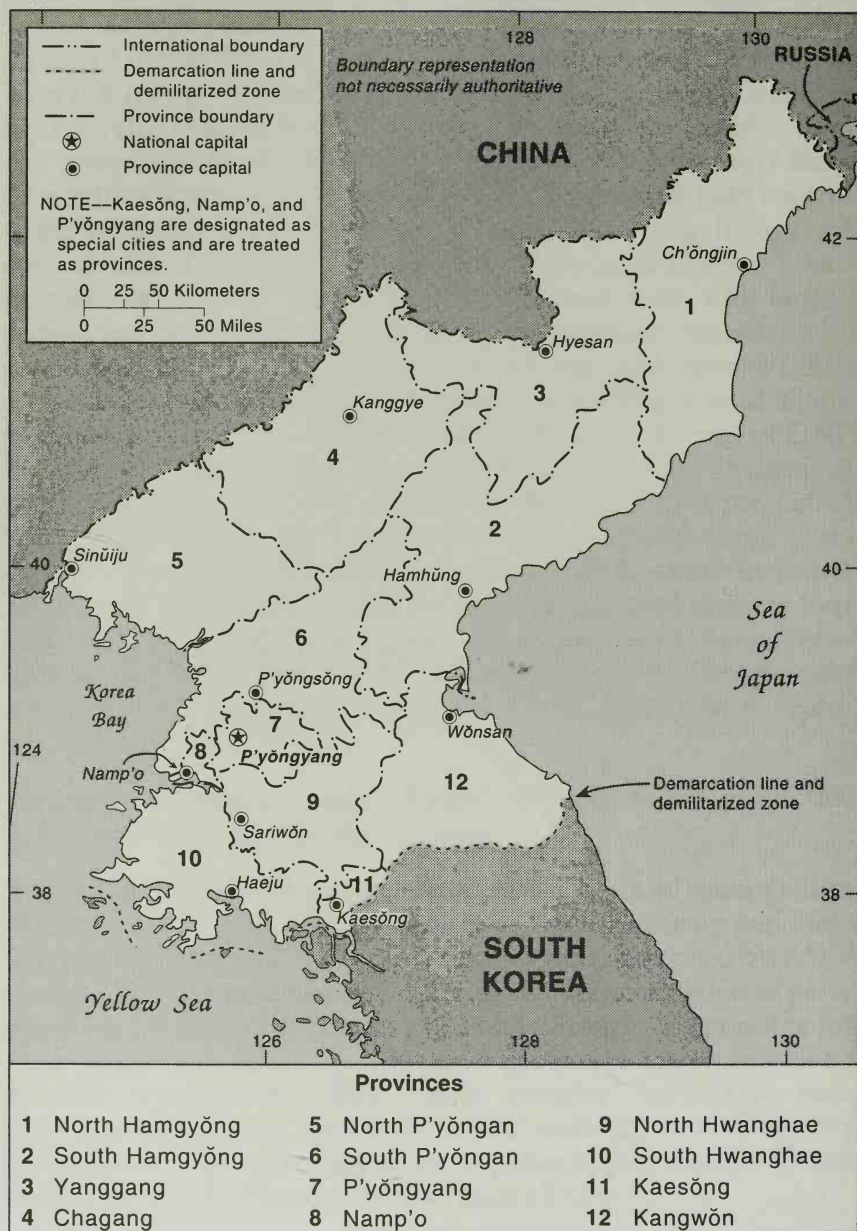 International boundary
Demarcation line and
demilitarized zone
Province boundary
National capital
Province capital
NOTE--Kaesŏng, Namp'o, and
P'yŏngyang are designated as
special cities and are treated
as provinces.
0 25 50 Kilometers
0 25 50 Miles
128
130
Boundary representation
not necessarily authoritative
RUSSIA
CHINA
42
42
Ch'ŏngjin
1
Hyesan
3
Kanggye
4
2
5
40
Sinŭiju
Hamhŭng
40
6
Sea
of
Japan
Korea
Bay
P'yŏngsŏng
7
Wŏnsan
124
8
P'yŏngyang
Namp'o
12
Demarcation line and
demilitarized zone
9
Sariwŏn
10
11
Haeju
38
38
Kaesŏng
SOUTH
KOREA
Yellow Sea
126
128
130
Provinces
1 North Hamgyŏng
2 South Hamgyŏng
3 Yanggang
4 Chagang
5 North P'yŏngan
6 South P'yŏngan
7 P'yŏngyang
8 Namp'o
9 North Hwanghae
10 South Hwanghae
11 Kaesŏng
12 Kangwŏn